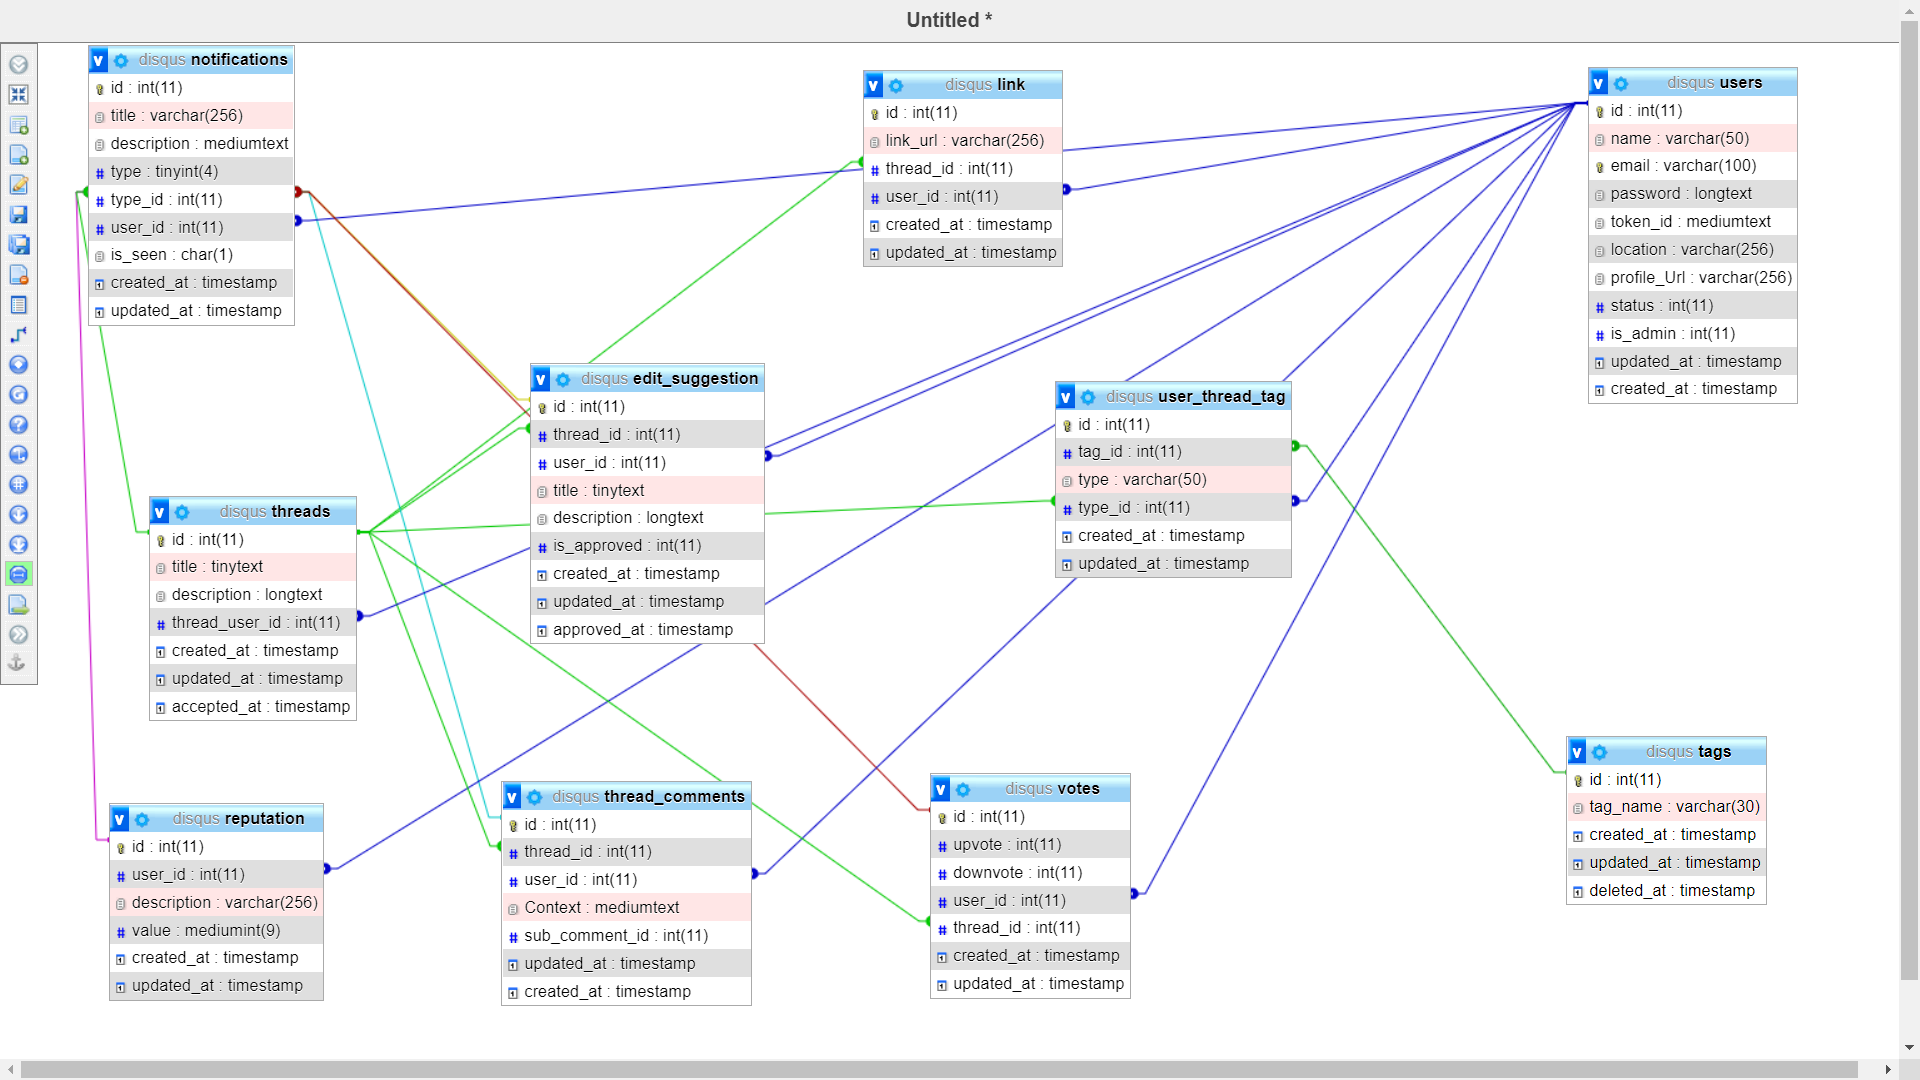 Untitled *
disqus notifications
id : int(11)
title : varchar(256)
description : mediumtext
type : tinyint(4)
type_id : int(11)
user_id : int(11)
is_seen : char(1)
created_at : timestamp
updated_at : timestamp
disqus link
id : int(11)
link_url : varchar(256)
thread_id : int(11)
user_id : int(11)
created_at : timestamp
updated_at : timestamp
disqus users
id : int(11)
name : varchar(50)
email : varchar(100)
password : longtext
token_id : mediumtext
location : varchar(256)
profile_Url : varchar(256)
status : int(11)
is_admin : int(11)
updated_at : timestamp
created_at : timestamp
disqus edit_suggestion
id : int(11)
thread_id : int(11)
user_id : int(11)
title : tinytext
description : longtext
is_approved : int(11)
created_at : timestamp
updated_at : timestamp
approved_at : timestamp
disqus user_thread_tag
id : int(11)
tag_id : int(11)
type : varchar(50)
type_id : int(11)
created_at : timestamp
updated_at : timestamp
disqus threads
id : int(11)
title : tinytext
description : longtext
thread_user_id : int(11)
created_at : timestamp
updated_at : timestamp
accepted_at : timestamp
disqus tags
id : int(11)
tag_name : varchar(30)
created_at : timestamp
updated_at : timestamp
deleted_at : timestamp
disqus reputation
id : int(11)
user_id : int(11)
description : varchar(256)
value : mediumint(9)
created_at : timestamp
updated_at : timestamp
disqus thread_comments
id : int(11)
thread_id : int(11)
user_id : int(11)
Context : mediumtext
sub_comment_id : int(11)
updated_at : timestamp
created_at : timestamp
disqus votes
id : int(11)
upvote : int(11)
downvote : int(11)
user_id : int(11)
thread_id : int(11)
created_at : timestamp
updated_at : timestamp